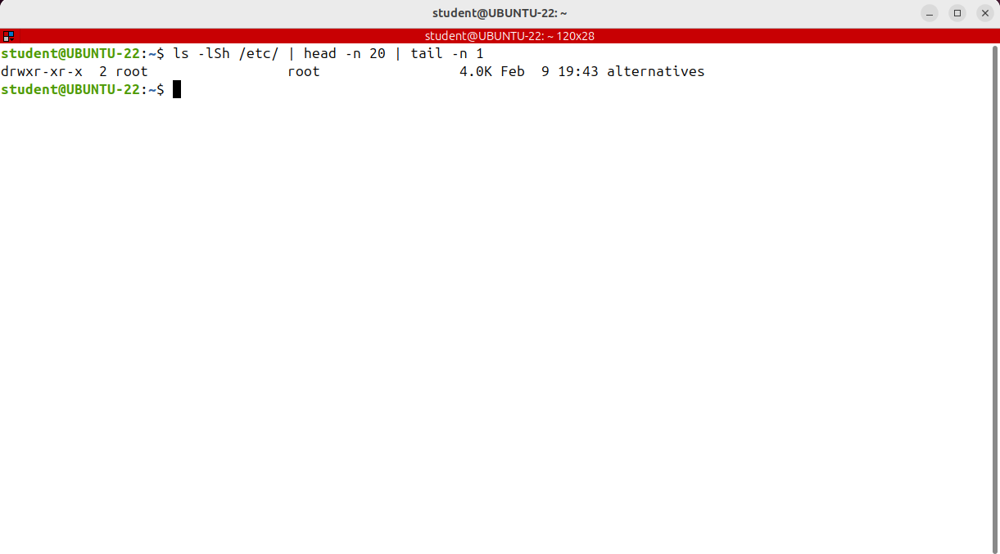 student@UBUNTU-22: ~
student@UBUNTU-22: ~ 120x28
student@UBUNTU-22:~$ ls -lSh /etc/ | head -n 20 | tail -n 1
drwxr-xr-x  2 root                 root                 4.0K Feb  9 19:43 alternatives
student@UBUNTU-22:~$